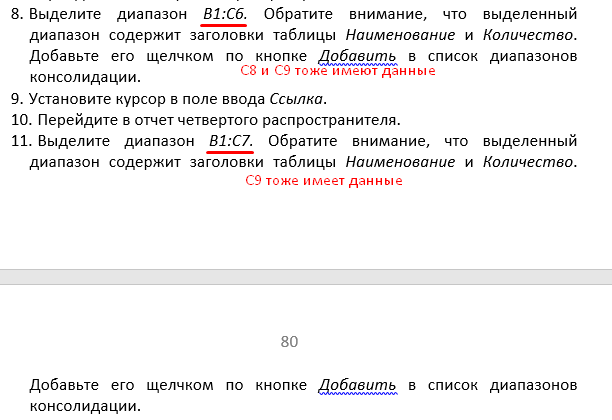 8. Выделите диапазон B1:C6. Обратите внимание, что выделенный
диапазон содержит заголовки таблицы Наименование и Количество.
Добавьте его щелчком по кнопке Добавить в список диапазонов
консолидации.
C8 и C9 тоже имеют данные
9. Установите курсор в поле ввода Ссылка.
10. Перейдите в отчет четвертого распространителя.
11. Выделите диапазон B1:C7. Обратите внимание, что выделенный
диапазон содержит заголовки таблицы Наименование и Количество.
C9 тоже имеет данные
80
Добавьте его щелчком по кнопке Добавить в список диапазонов
консолидации.